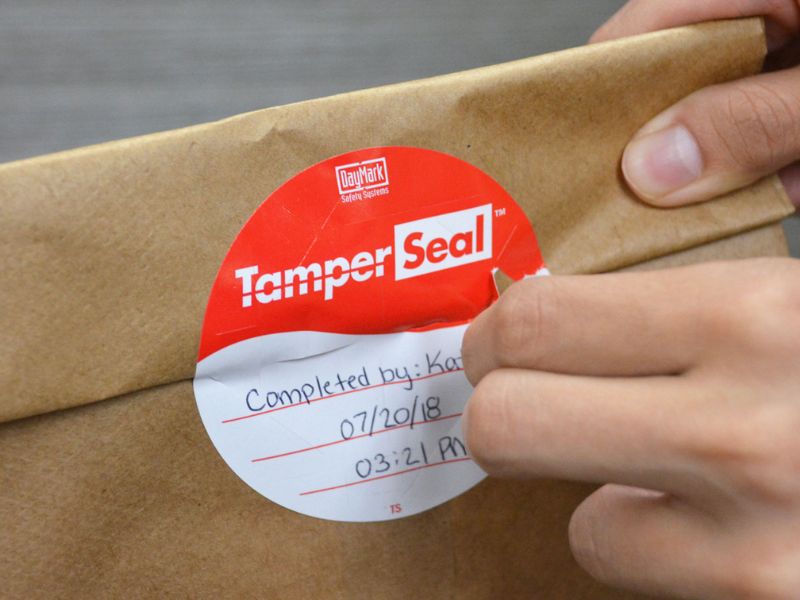 DayMark
Safety Systems
TamperSeal™
Completed by: Ka
07/20/18
03:21 PM
TS